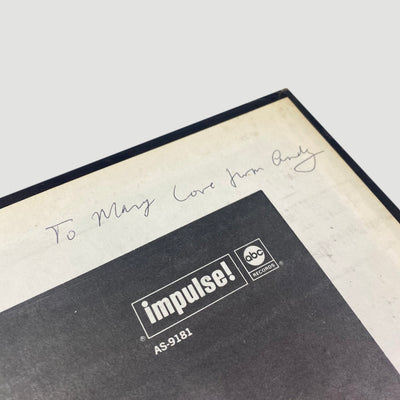 To Mary Love from Andy
impulse!
abc
RECORDS
®
®
AS-9181